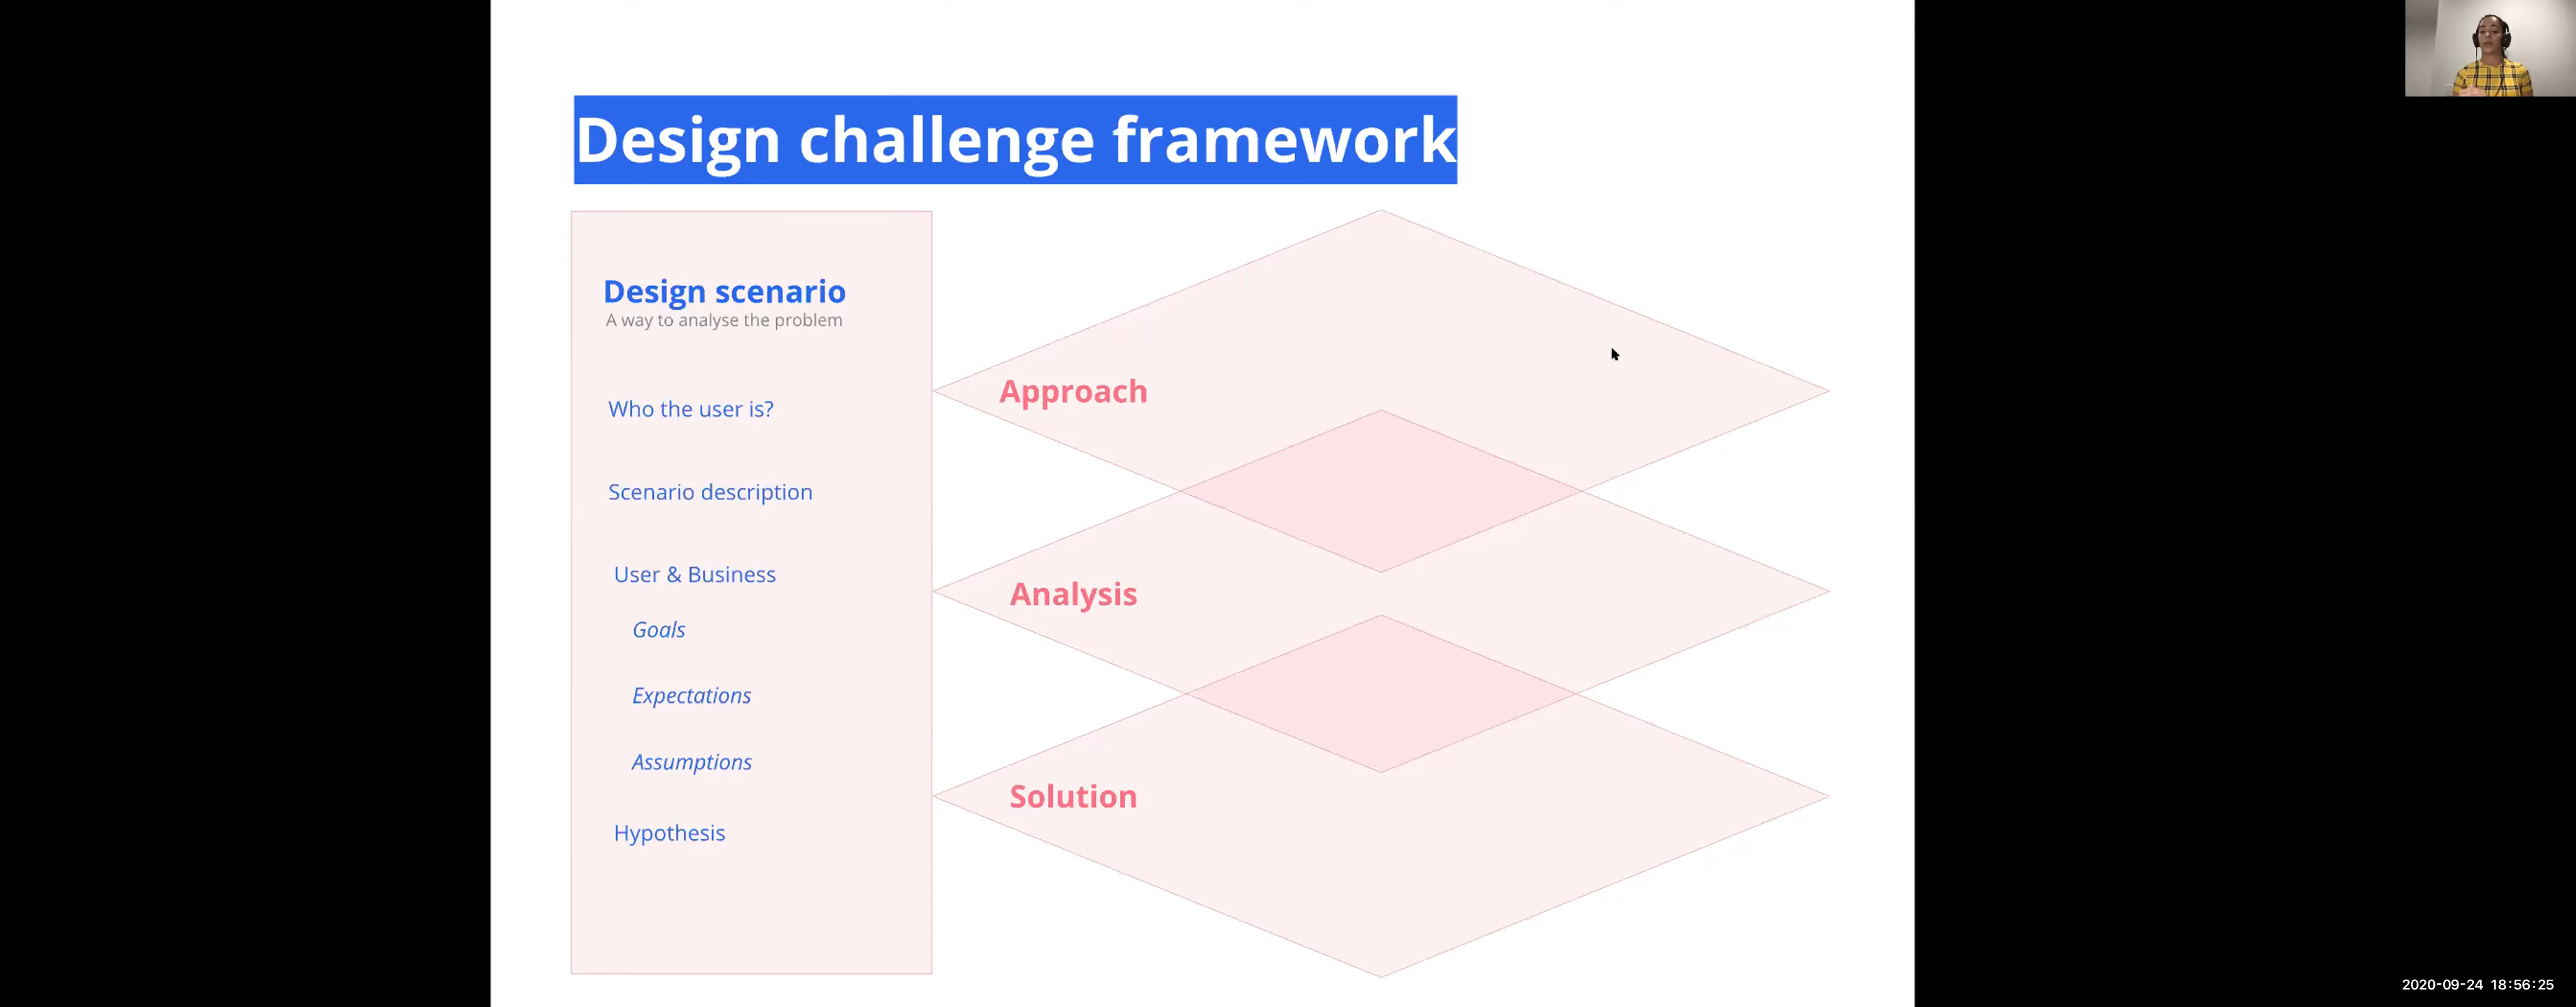 Design challenge framework
Design scenario
A way to analyse the problem
Who the user is?
Scenario description
User & Business
Goals
Expectations
Assumptions
Hypothesis
Approach
Analysis
Solution
2020-09-24 18:56:25